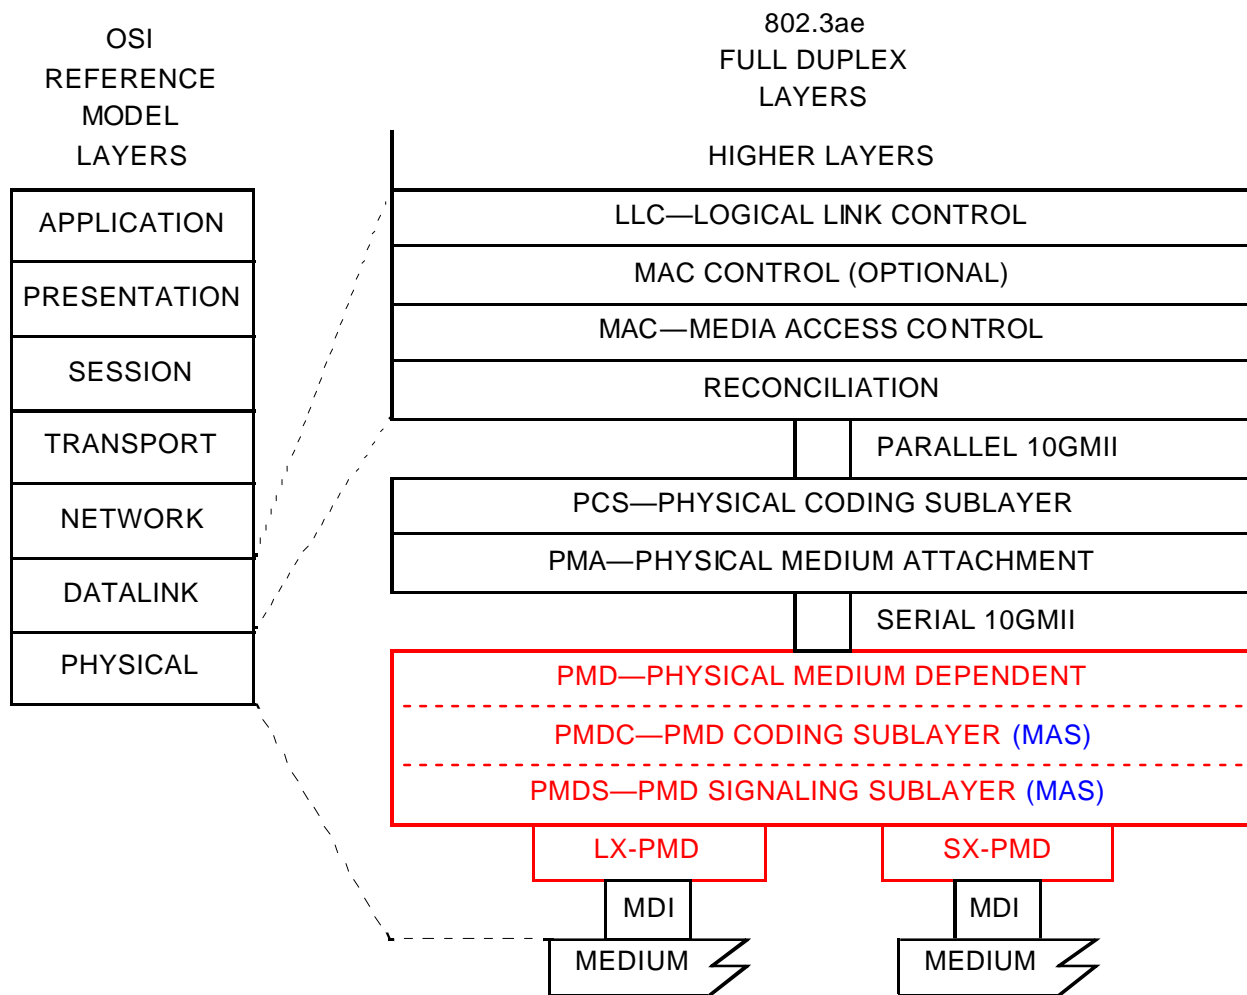 OSI
REFERENCE
MODEL
LAYERS
APPLICATION
PRESENTATION
SESSION
TRANSPORT
NETWORK
DATALINK
PHYSICAL
802.3ae
FULL DUPLEX
LAYERS
HIGHER LAYERS
LLC—LOGICAL LINK CONTROL
MAC CONTROL (OPTIONAL)
MAC—MEDIA ACCESS CONTROL
RECONCILIATION
PARALLEL 10GMII
PCS—PHYSICAL CODING SUBLAYER
PMA—PHYSICAL MEDIUM ATTACHMENT
SERIAL 10GMII
PMD—PHYSICAL MEDIUM DEPENDENT
PMDC—PMD CODING SUBLAYER (MAS)
PMDS—PMD SIGNALING SUBLAYER (MAS)
LX-PMD
SX-PMD
MDI
MDI
MEDIUM
MEDIUM